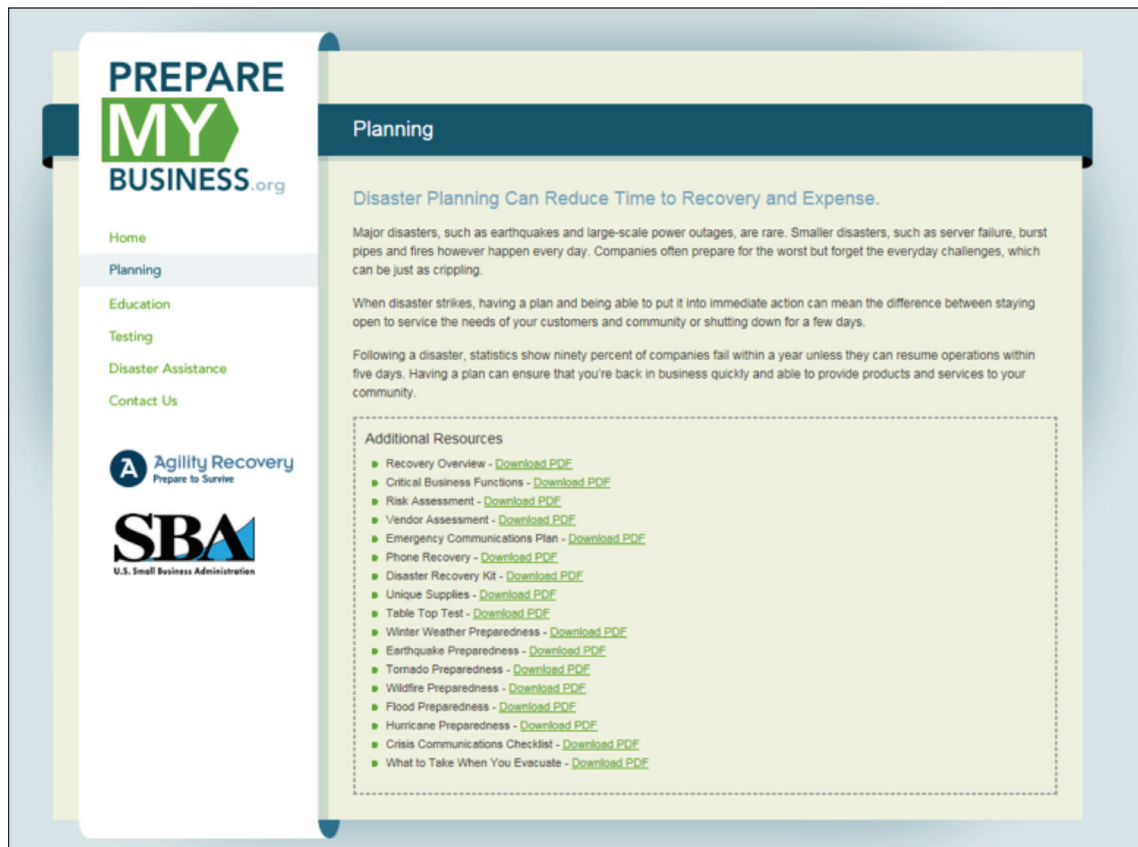 PREPARE
MY
BUSINESS.org
Home
Planning
Education
Testing
Disaster Assistance
Contact Us
A Agility Recovery
Prepare to Survive
SBA
U.S. Small Business Administration
Planning
Disaster Planning Can Reduce Time to Recovery and Expense.
Major disasters, such as earthquakes and large-scale power outages, are rare. Smaller disasters, such as server failure, burst
pipes and fires however happen every day. Companies often prepare for the worst but forget the everyday challenges, which
can be just as crippling.
When disaster strikes, having a plan and being able to put it into immediate action can mean the difference between staying
open to service the needs of your customers and community or shutting down for a few days.
Following a disaster, statistics show ninety percent of companies fail within a year unless they can resume operations within
five days. Having a plan can ensure that you're back in business quickly and able to provide products and services to your
community.
Additional Resources
Recovery Overview - Download PDF
Critical Business Functions - Download PDF
Risk Assessment - Download PDF
Vendor Assessment - Download PDF
Emergency Communications Plan - Download PDF
Phone Recovery - Download PDF
Disaster Recovery Kit - Download PDF
Unique Supplies - Download PDF
Table Top Test - Download PDF
Winter Weather Preparedness - Download PDF
Earthquake Preparedness - Download PDF
Tornado Preparedness - Download PDF
Wildfire Preparedness - Download PDF
Flood Preparedness - Download PDF
Hurricane Preparedness - Download PDF
Crisis Communications Checklist - Download PDF
What to Take When You Evacuate - Download PDF